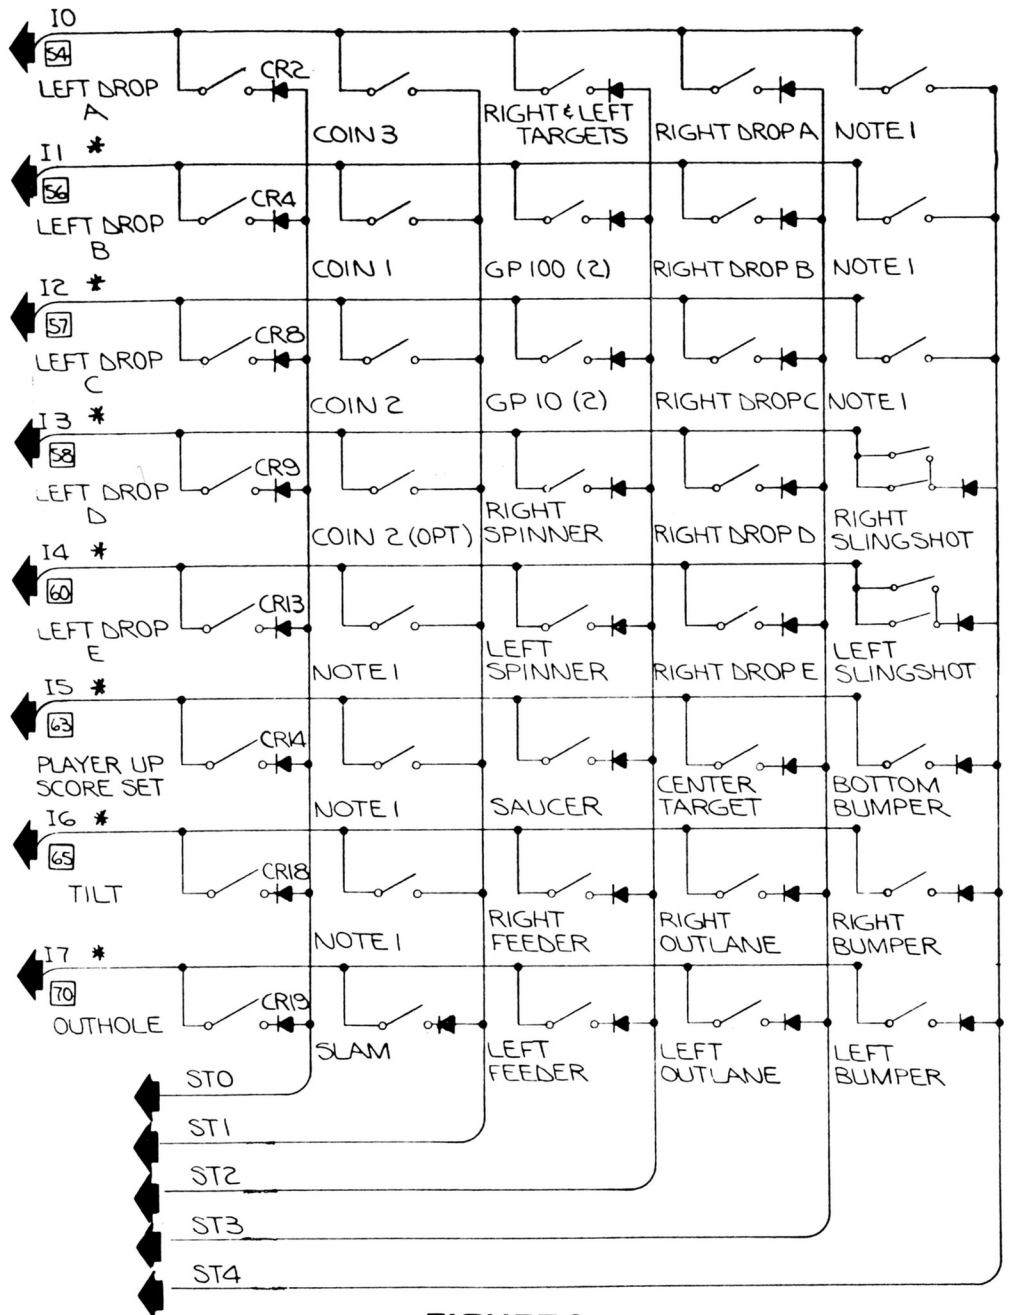 I0
54
LEFT DROP
A
CR2
COIN 3
RIGHT & LEFT
TARGETS
RIGHT DROP A
NOTE 1
I1 *
56
LEFT DROP
B
CR4
COIN 1
GP 100 (2)
RIGHT DROP B
NOTE 1
I2 *
57
LEFT DROP
C
CR8
COIN 2
GP 10 (2)
RIGHT DROP C
NOTE 1
I3 *
58
LEFT DROP
D
CR9
COIN 2 (OPT)
RIGHT
SPINNER
RIGHT DROP D
RIGHT
SLINGSHOT
I4 *
60
LEFT DROP
E
CR13
NOTE 1
LEFT
SPINNER
RIGHT DROP E
LEFT
SLINGSHOT
I5 *
63
PLAYER UP
SCORE SET
CR14
NOTE 1
SAUCER
CENTER
TARGET
BOTTOM
BUMPER
I6 *
65
TILT
CR18
NOTE 1
RIGHT
FEEDER
RIGHT
OUTLANE
RIGHT
BUMPER
I7 *
70
OUTHOLE
CR19
SLAM
LEFT
FEEDER
LEFT
OUTLANE
LEFT
BUMPER
ST0
ST1
ST2
ST3
ST4